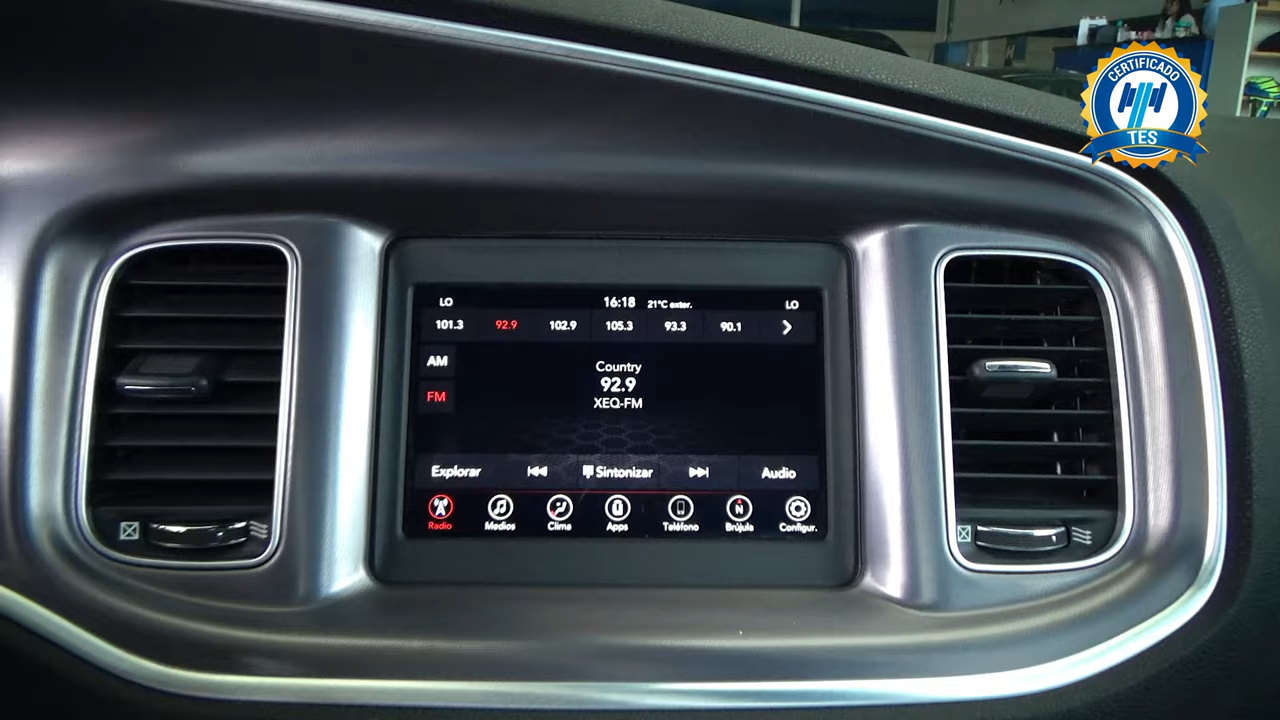 CERTIFICADO
TES
LO 16:18 21°C exter. LO
101.3 92.9 102.9 105.3 93.3 90.1
AM
FM
Country
92.9
XEQ-FM
Explorar Sintonizar Audio
Radio Medios Clima Apps Teléfono Brújula Configur.
N